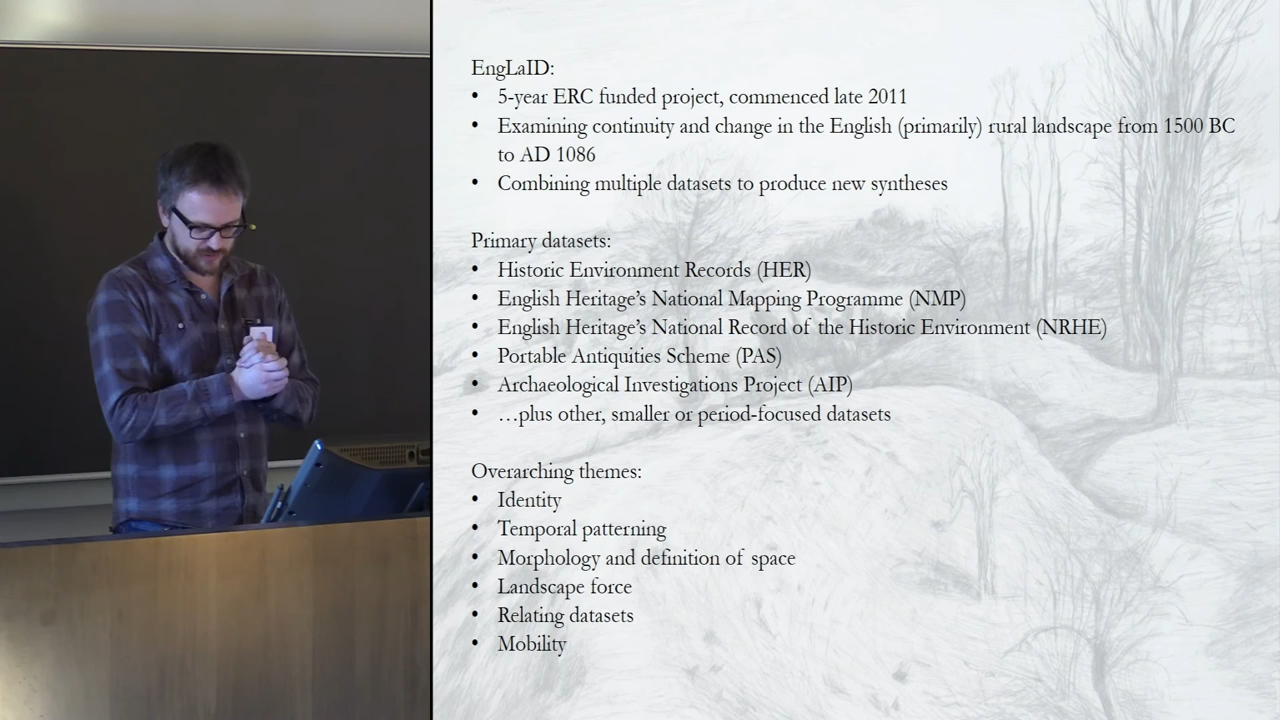 EngLaID:
• 5-year ERC funded project, commenced late 2011
• Examining continuity and change in the English (primarily) rural landscape from 1500 BC
to AD 1086
• Combining multiple datasets to produce new syntheses
Primary datasets:
• Historic Environment Records (HER)
• English Heritage’s National Mapping Programme (NMP)
• English Heritage’s National Record of the Historic Environment (NRHE)
• Portable Antiquities Scheme (PAS)
• Archaeological Investigations Project (AIP)
• …plus other, smaller or period-focused datasets
Overarching themes:
• Identity
• Temporal patterning
• Morphology and definition of space
• Landscape force
• Relating datasets
• Mobility